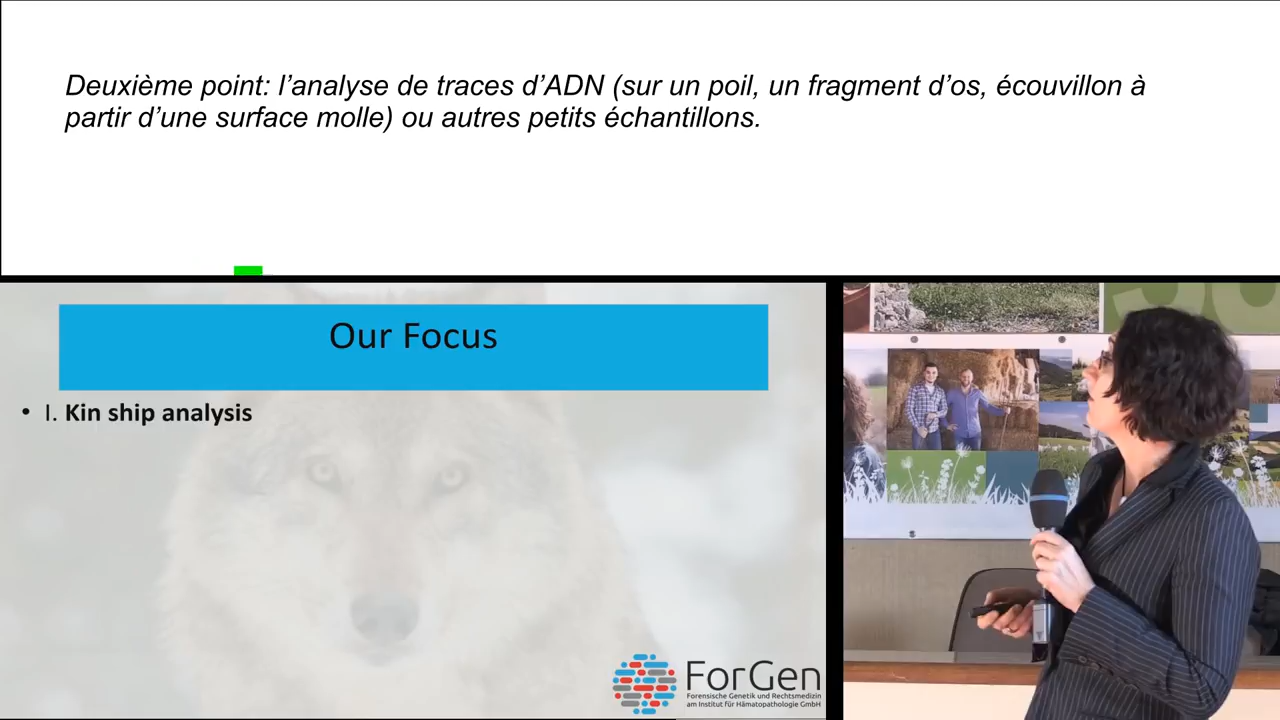 Deuxième point: l’analyse de traces d’ADN (sur un poil, un fragment d’os, écouvillon à
partir d’une surface molle) ou autres petits échantillons.
Our Focus
• I. Kin ship analysis
ForGen
Forensische Genetik und Rechtsmedizin
am Institut für Hämatopathologie GmbH